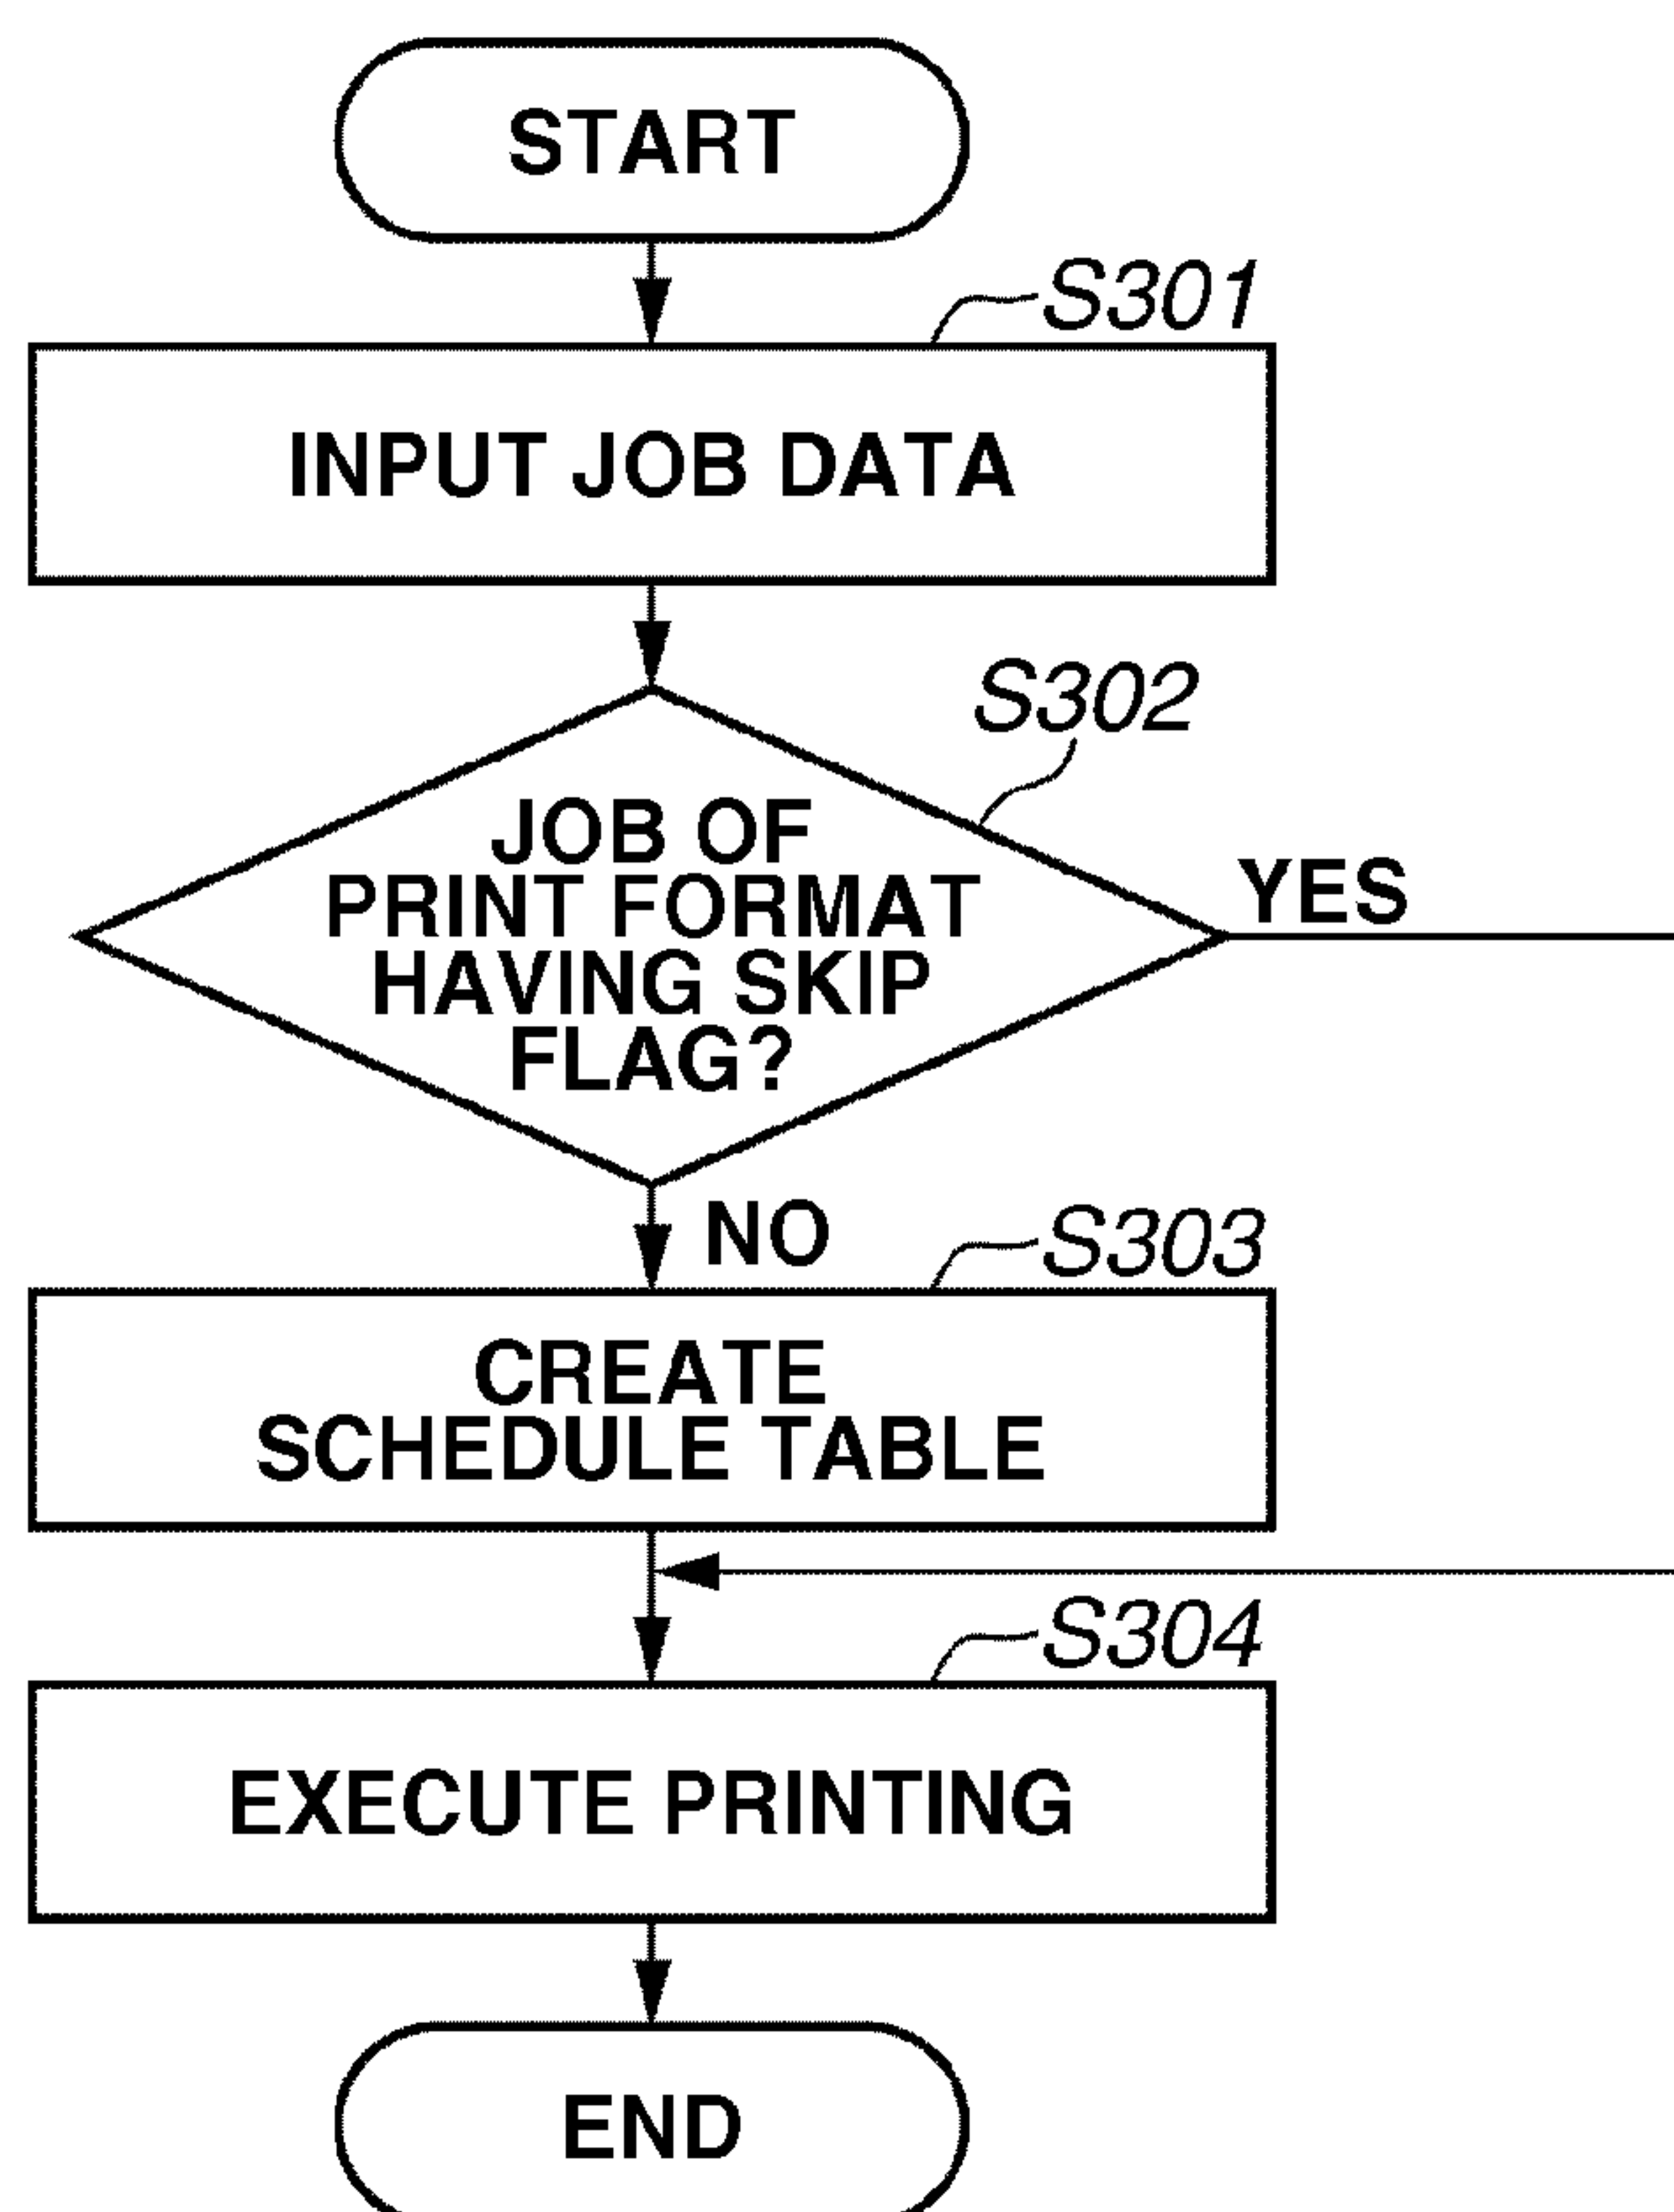 START
S301
INPUT JOB DATA
S302
JOB OF
PRINT FORMAT
HAVING SKIP
FLAG?
YES
NO
S303
CREATE
SCHEDULE TABLE
S304
EXECUTE PRINTING
END